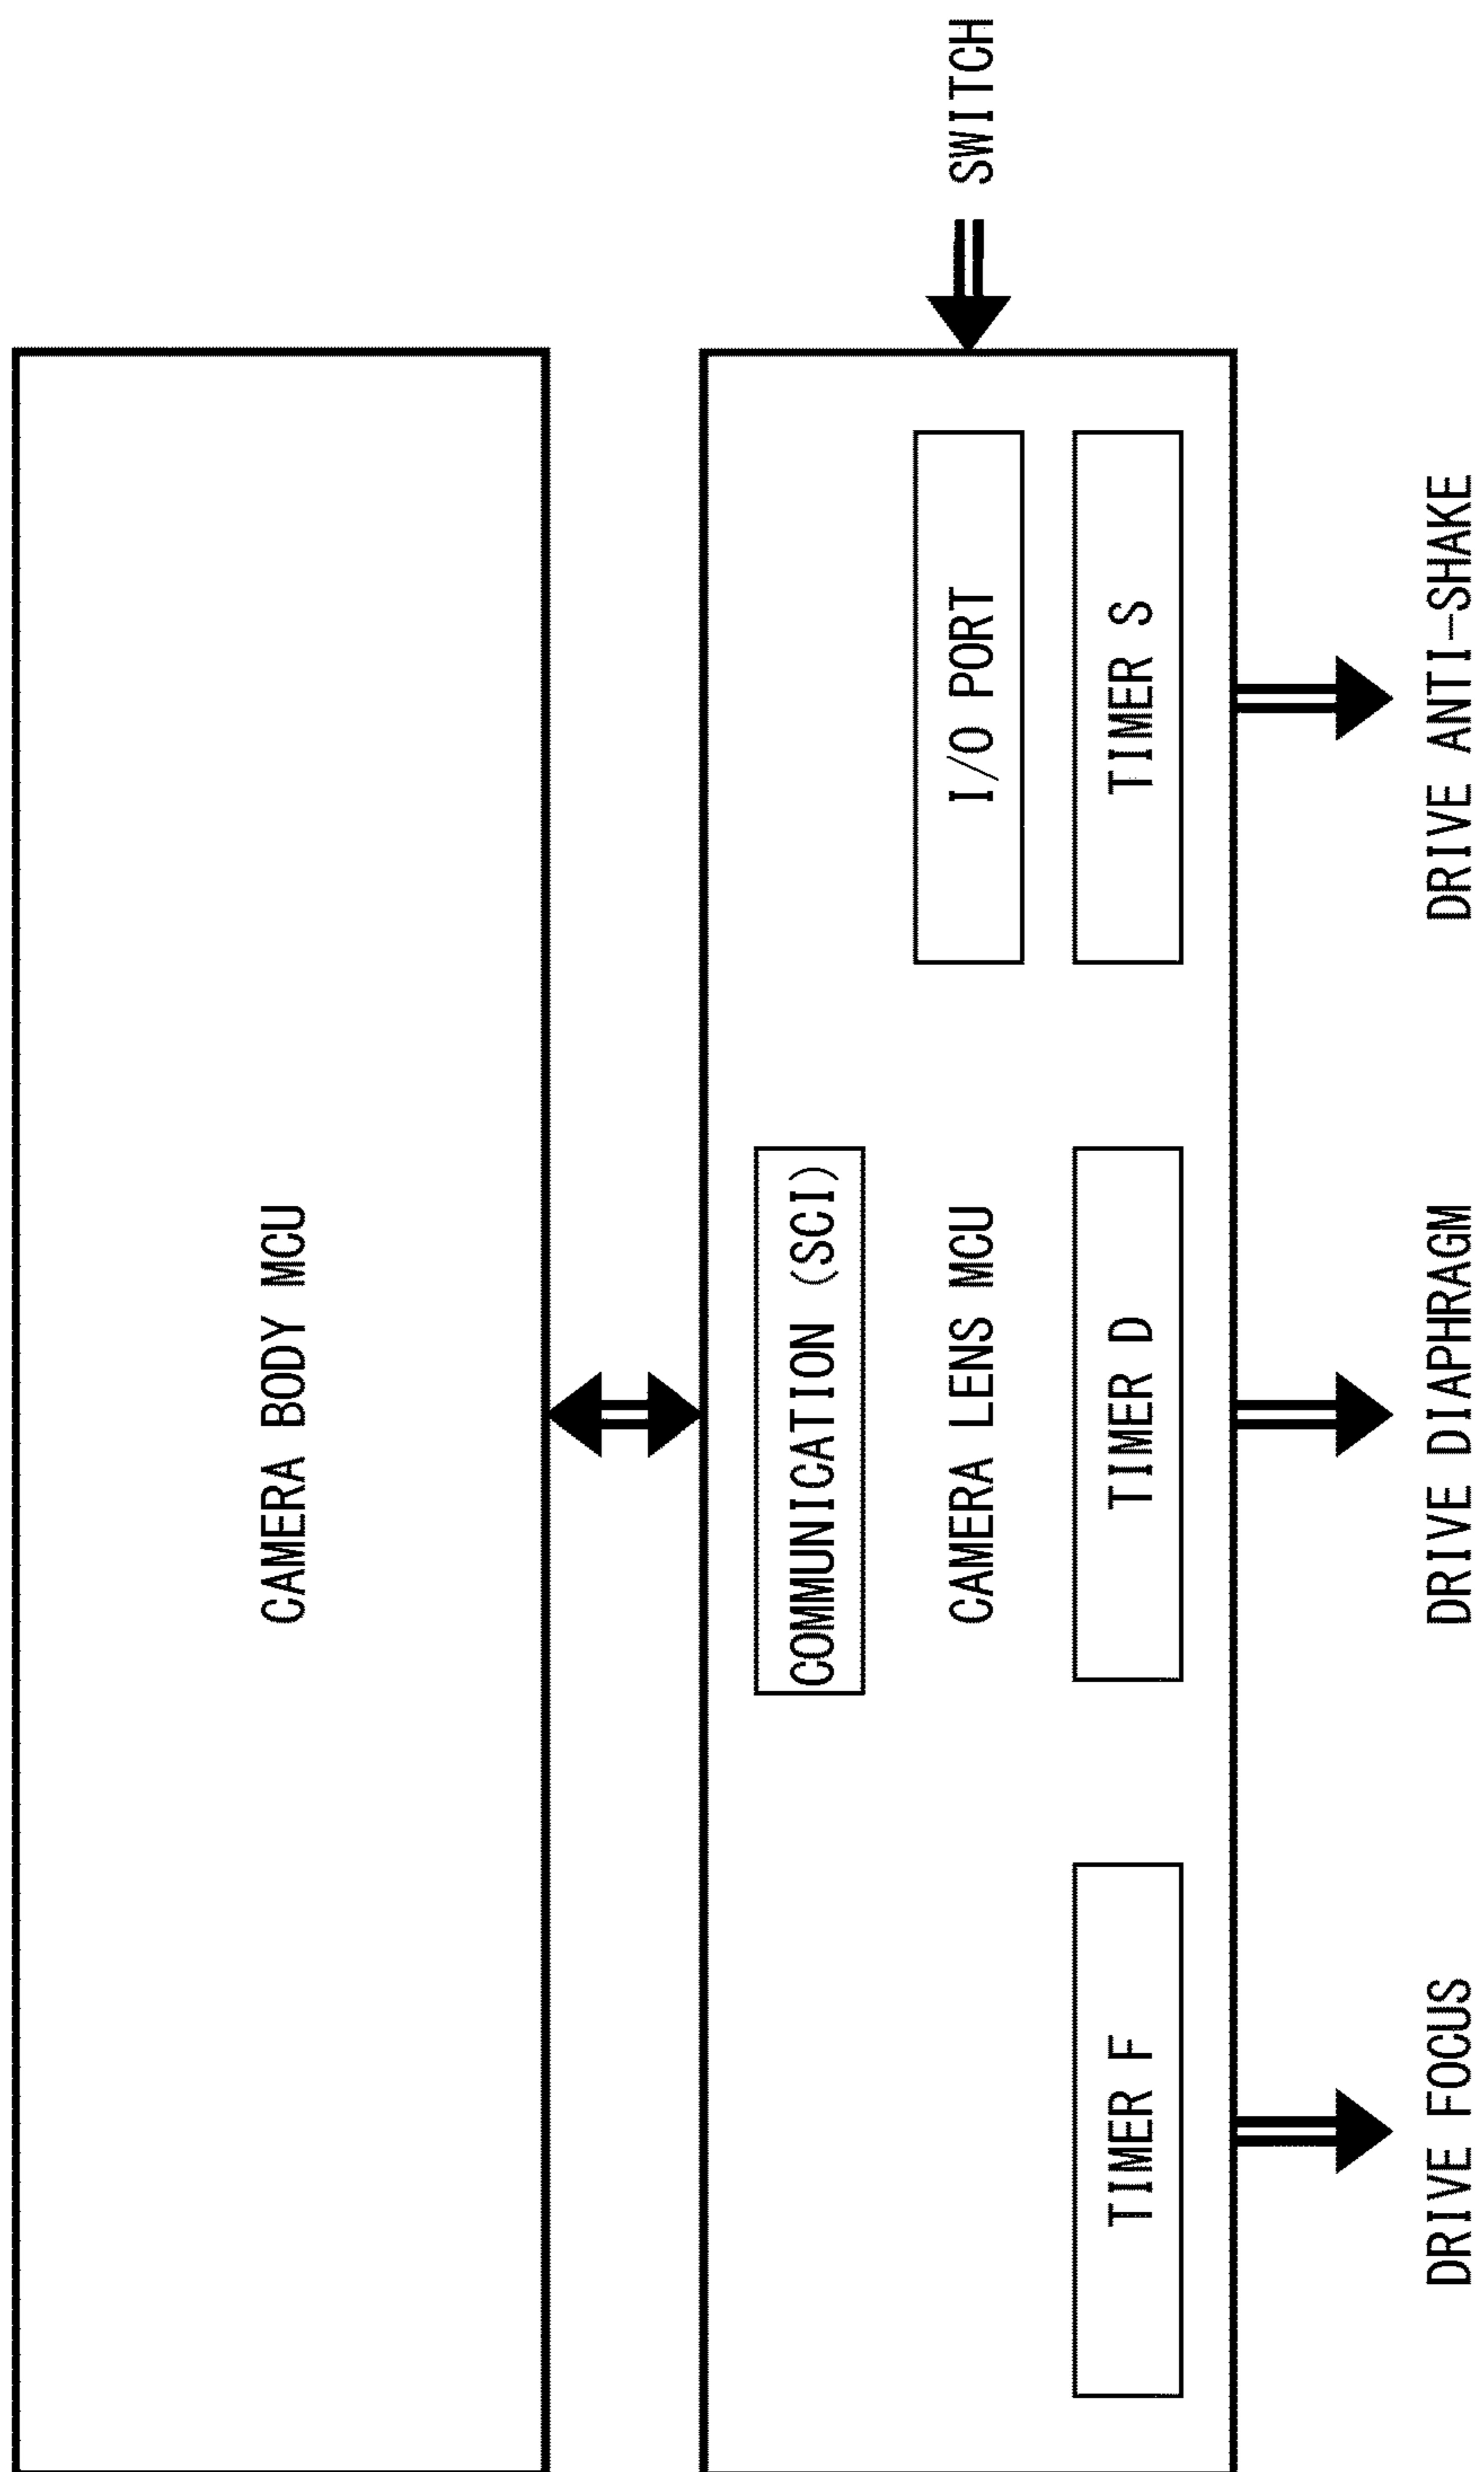 CAMERA BODY MCU
COMMUNICATION (SCI)
CAMERA LENS MCU
I/O PORT
SWITCH
TIMER F
TIMER D
TIMER S
DRIVE FOCUS
DRIVE DIAPHRAGM
DRIVE ANTI-SHAKE